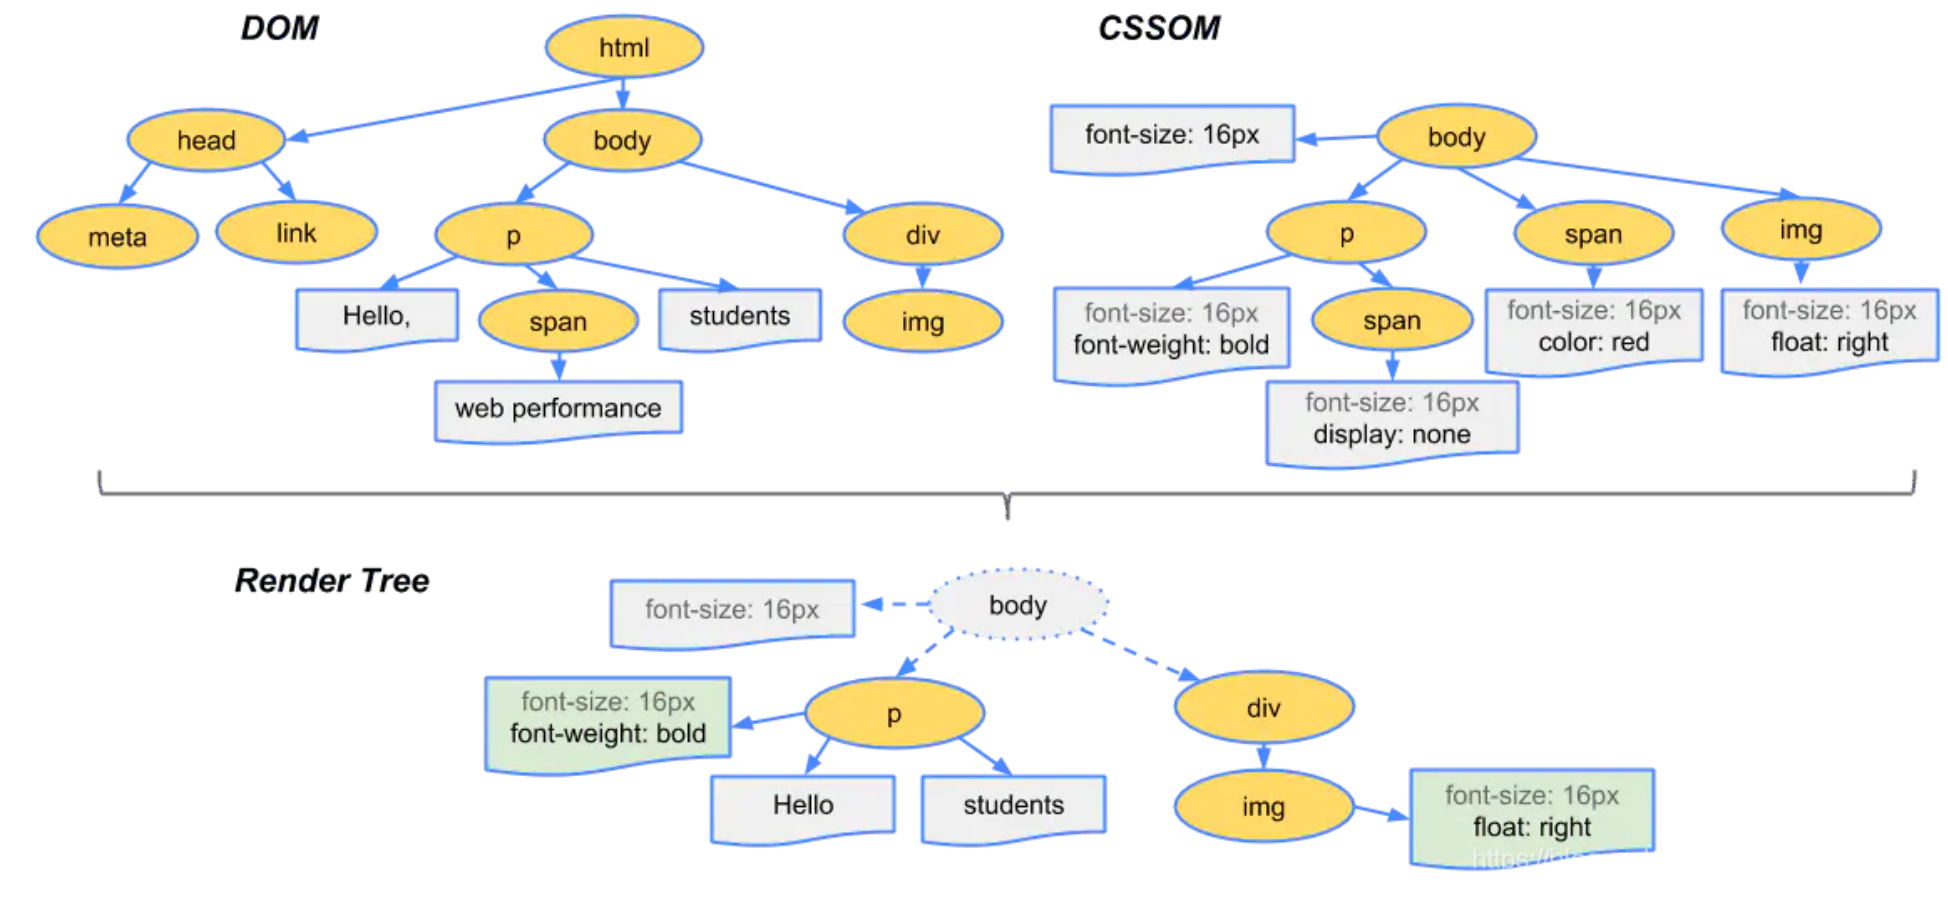 DOM
html
head
body
meta
link
p
div
Hello,
span
students
img
web performance
CSSOM
font-size: 16px
body
p
span
img
font-size: 16px
font-weight: bold
span
font-size: 16px
color: red
font-size: 16px
float: right
font-size: 16px
display: none
Render Tree
font-size: 16px
body
font-size: 16px
font-weight: bold
p
div
Hello
students
img
font-size: 16px
float: right